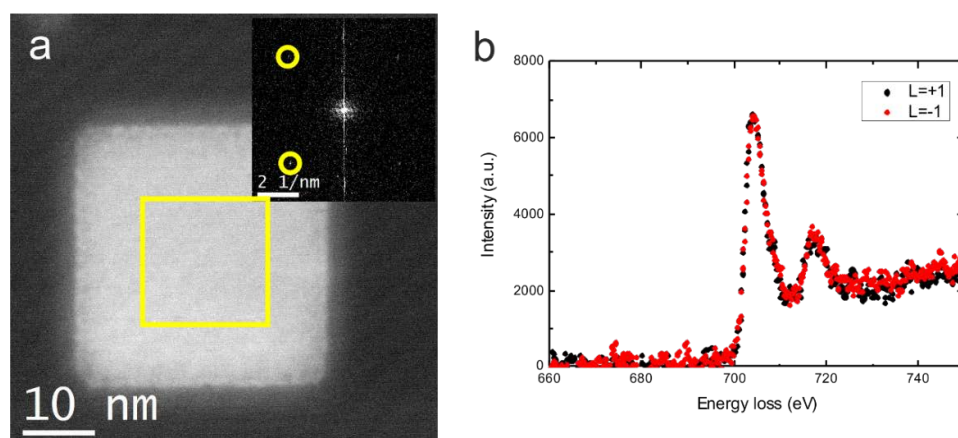 a
2 1/nm
10 nm
b
8000
6000
4000
2000
0
660
680
700
720
740
Intensity (a.u.)
Energy loss (eV)
L=+1
L=-1